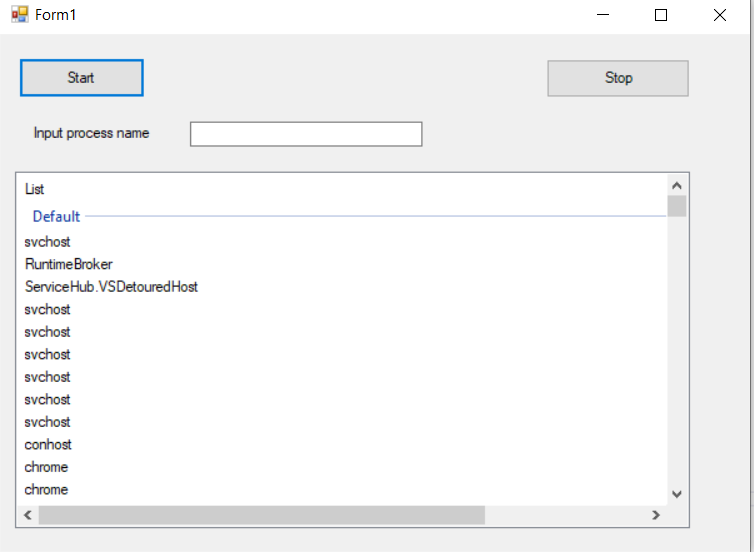 Form1
Start Stop
Input process name
List
Default
svchost
RuntimeBroker
ServiceHub.VSDetouredHost
svchost
svchost
svchost
svchost
svchost
svchost
conhost
chrome
chrome